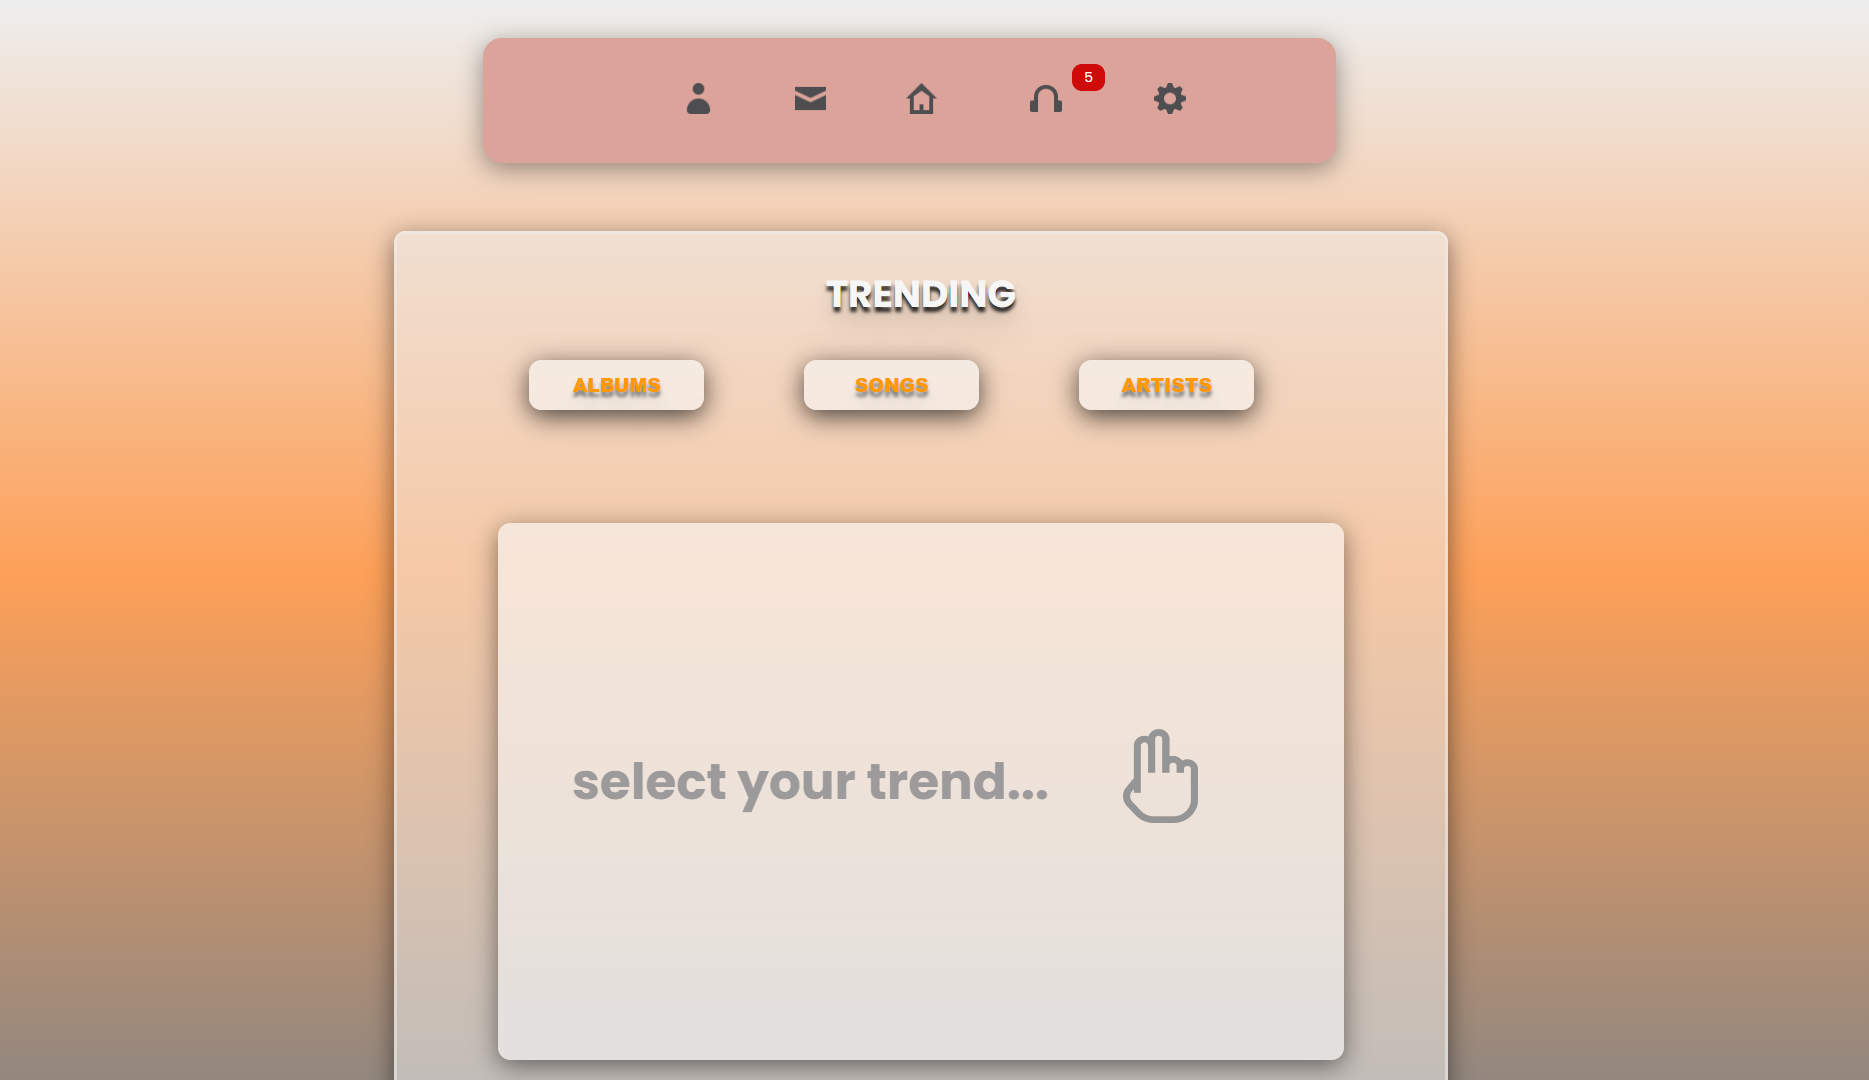 5
TRENDING
ALBUMS
SONGS
ARTISTS
select your trend...